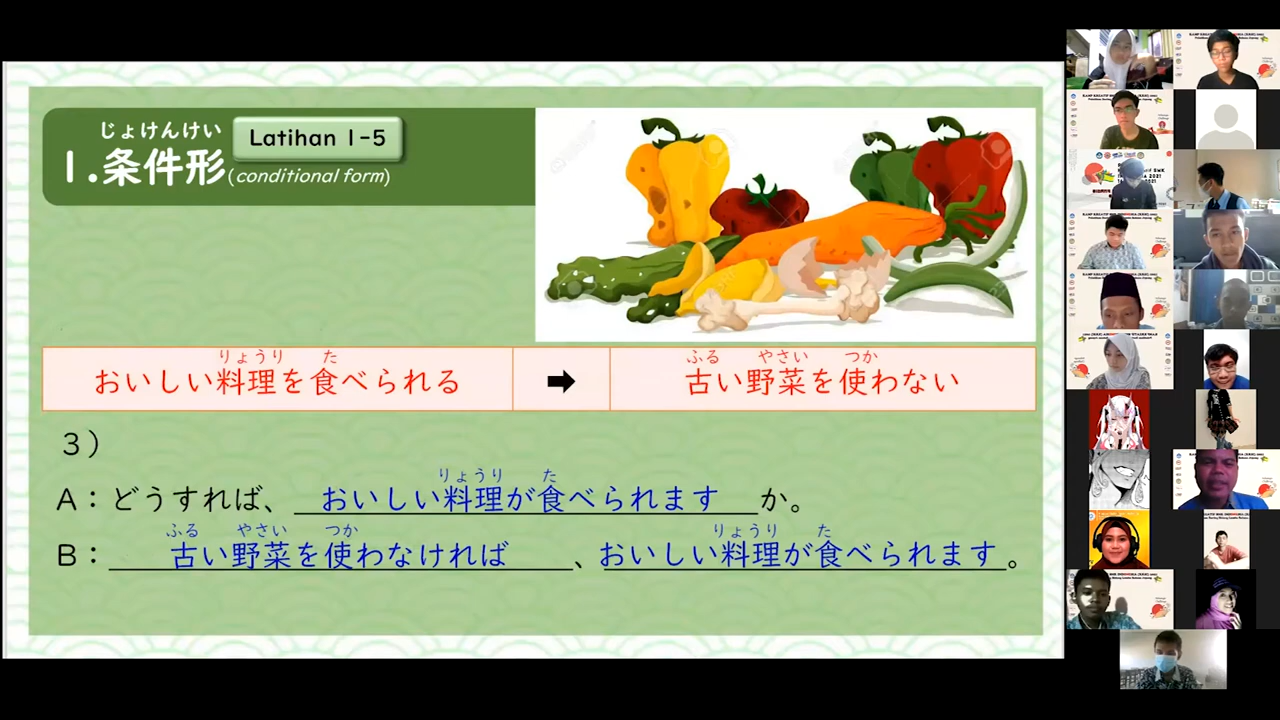 じょけんけい
1.条件形(conditional form)
Latihan 1-5
りょうり た
おいしい料理を食べられる
➡
ふる やさい つか
古い野菜を使わない
3)
りょうり た
A：どうすれば、おいしい料理が食べられますか。
ふる やさい つか りょうり た
B：古い野菜を使わなければ、おいしい料理が食べられます。